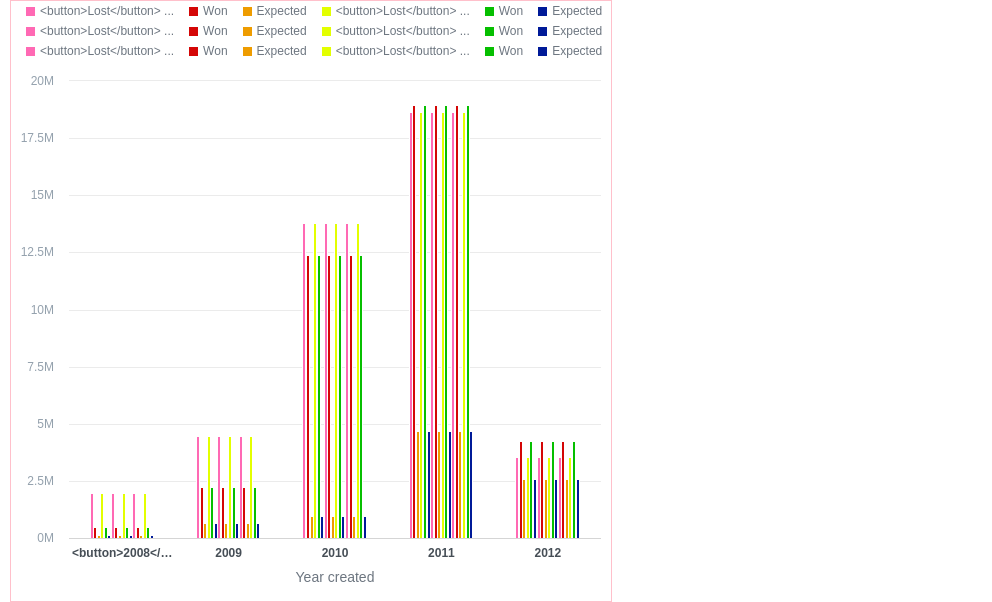 <button>Lost</button> ... Won Expected <button>Lost</button> ... Won Expected
<button>Lost</button> ... Won Expected <button>Lost</button> ... Won Expected
<button>Lost</button> ... Won Expected <button>Lost</button> ... Won Expected
20M
17.5M
15M
12.5M
10M
7.5M
5M
2.5M
0M
<button>2008</... 2009 2010 2011 2012
Year created